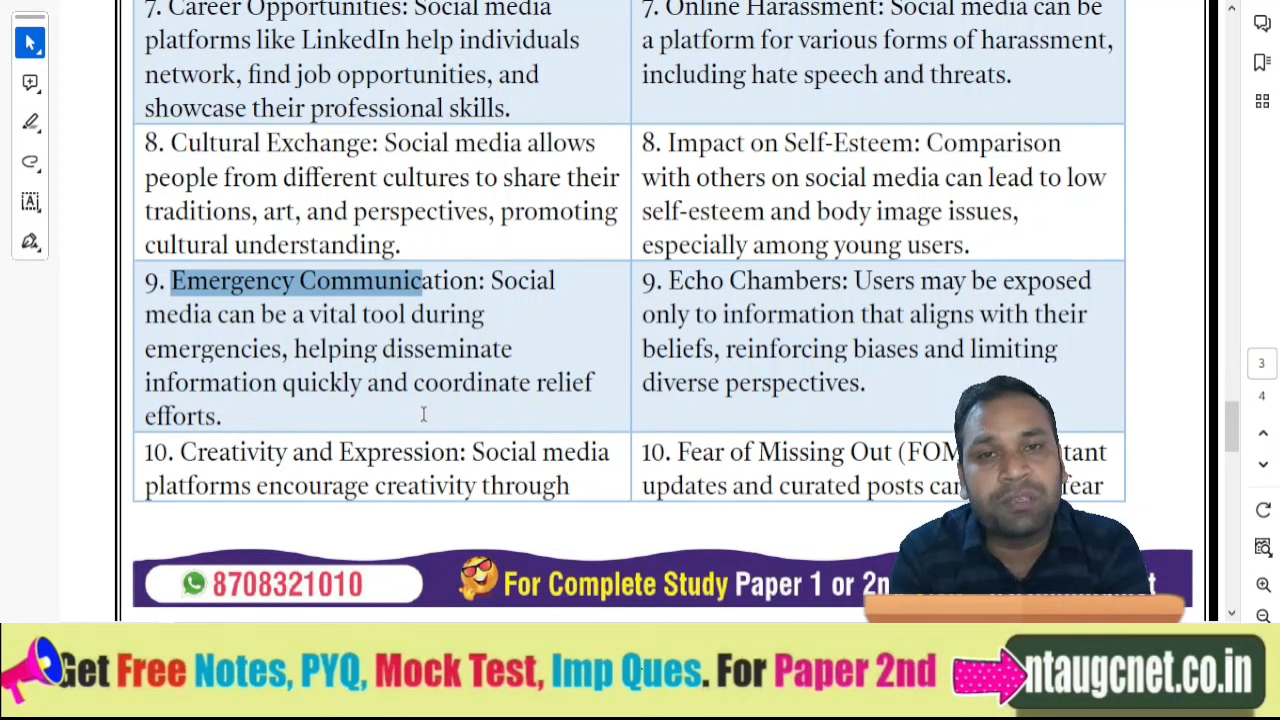 7. Career Opportunities: Social media
platforms like LinkedIn help individuals
network, find job opportunities, and
showcase their professional skills.
7. Online Harassment: Social media can be
a platform for various forms of harassment,
including hate speech and threats.
8. Cultural Exchange: Social media allows
people from different cultures to share their
traditions, art, and perspectives, promoting
cultural understanding.
8. Impact on Self-Esteem: Comparison
with others on social media can lead to low
self-esteem and body image issues,
especially among young users.
9. Emergency Communication: Social
media can be a vital tool during
emergencies, helping disseminate
information quickly and coordinate relief
efforts.
9. Echo Chambers: Users may be exposed
only to information that aligns with their
beliefs, reinforcing biases and limiting
diverse perspectives.
10. Creativity and Expression: Social media
platforms encourage creativity through
10. Fear of Missing Out (FOM
updates and curated posts fear
3
4
8708321010
For Complete Study Paper 1 or
Get Free Notes, PYQ, Mock Test, Imp Ques. For Paper 2nd
ntaugcnet.co.in